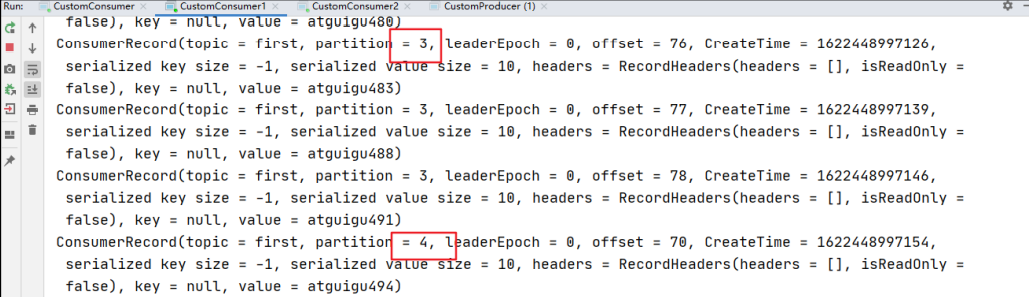 Run: CustomConsumer × CustomConsumer1 × CustomConsumer2 × CustomProducer (1) ×
false), key = null, value = atguigu480)
ConsumerRecord(topic = first, partition = 3, leaderEpoch = 0, offset = 76, CreateTime = 1622448997126,
serialized key size = -1, serialized value size = 10, headers = RecordHeaders(headers = [], isReadOnly =
false), key = null, value = atguigu483)
ConsumerRecord(topic = first, partition = 3, leaderEpoch = 0, offset = 77, CreateTime = 1622448997139,
serialized key size = -1, serialized value size = 10, headers = RecordHeaders(headers = [], isReadOnly =
false), key = null, value = atguigu488)
ConsumerRecord(topic = first, partition = 3, leaderEpoch = 0, offset = 78, CreateTime = 1622448997146,
serialized key size = -1, serialized value size = 10, headers = RecordHeaders(headers = [], isReadOnly =
false), key = null, value = atguigu491)
ConsumerRecord(topic = first, partition = 4, leaderEpoch = 0, offset = 70, CreateTime = 1622448997154,
serialized key size = -1, serialized value size = 10, headers = RecordHeaders(headers = [], isReadOnly =
false), key = null, value = atguigu494)